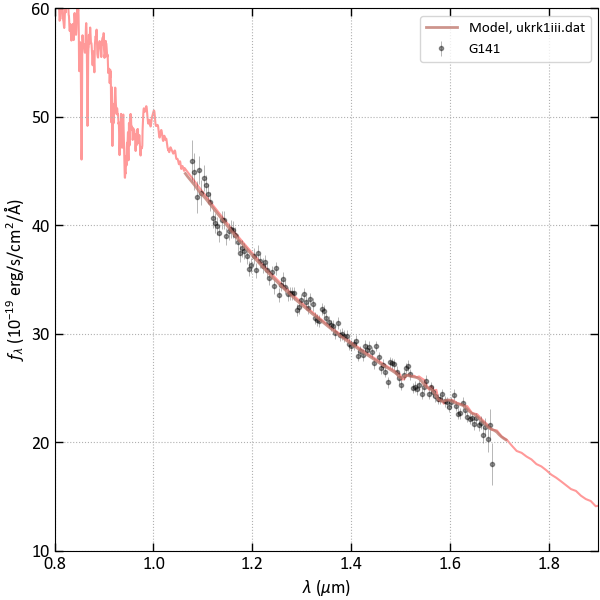 60
50
40
30
20
10
0.8 1.0 1.2 1.4 1.6 1.8
λ (μm)
fλ (10⁻¹⁹ erg/s/cm²/Å)
Model, ukrk1iii.dat
G141